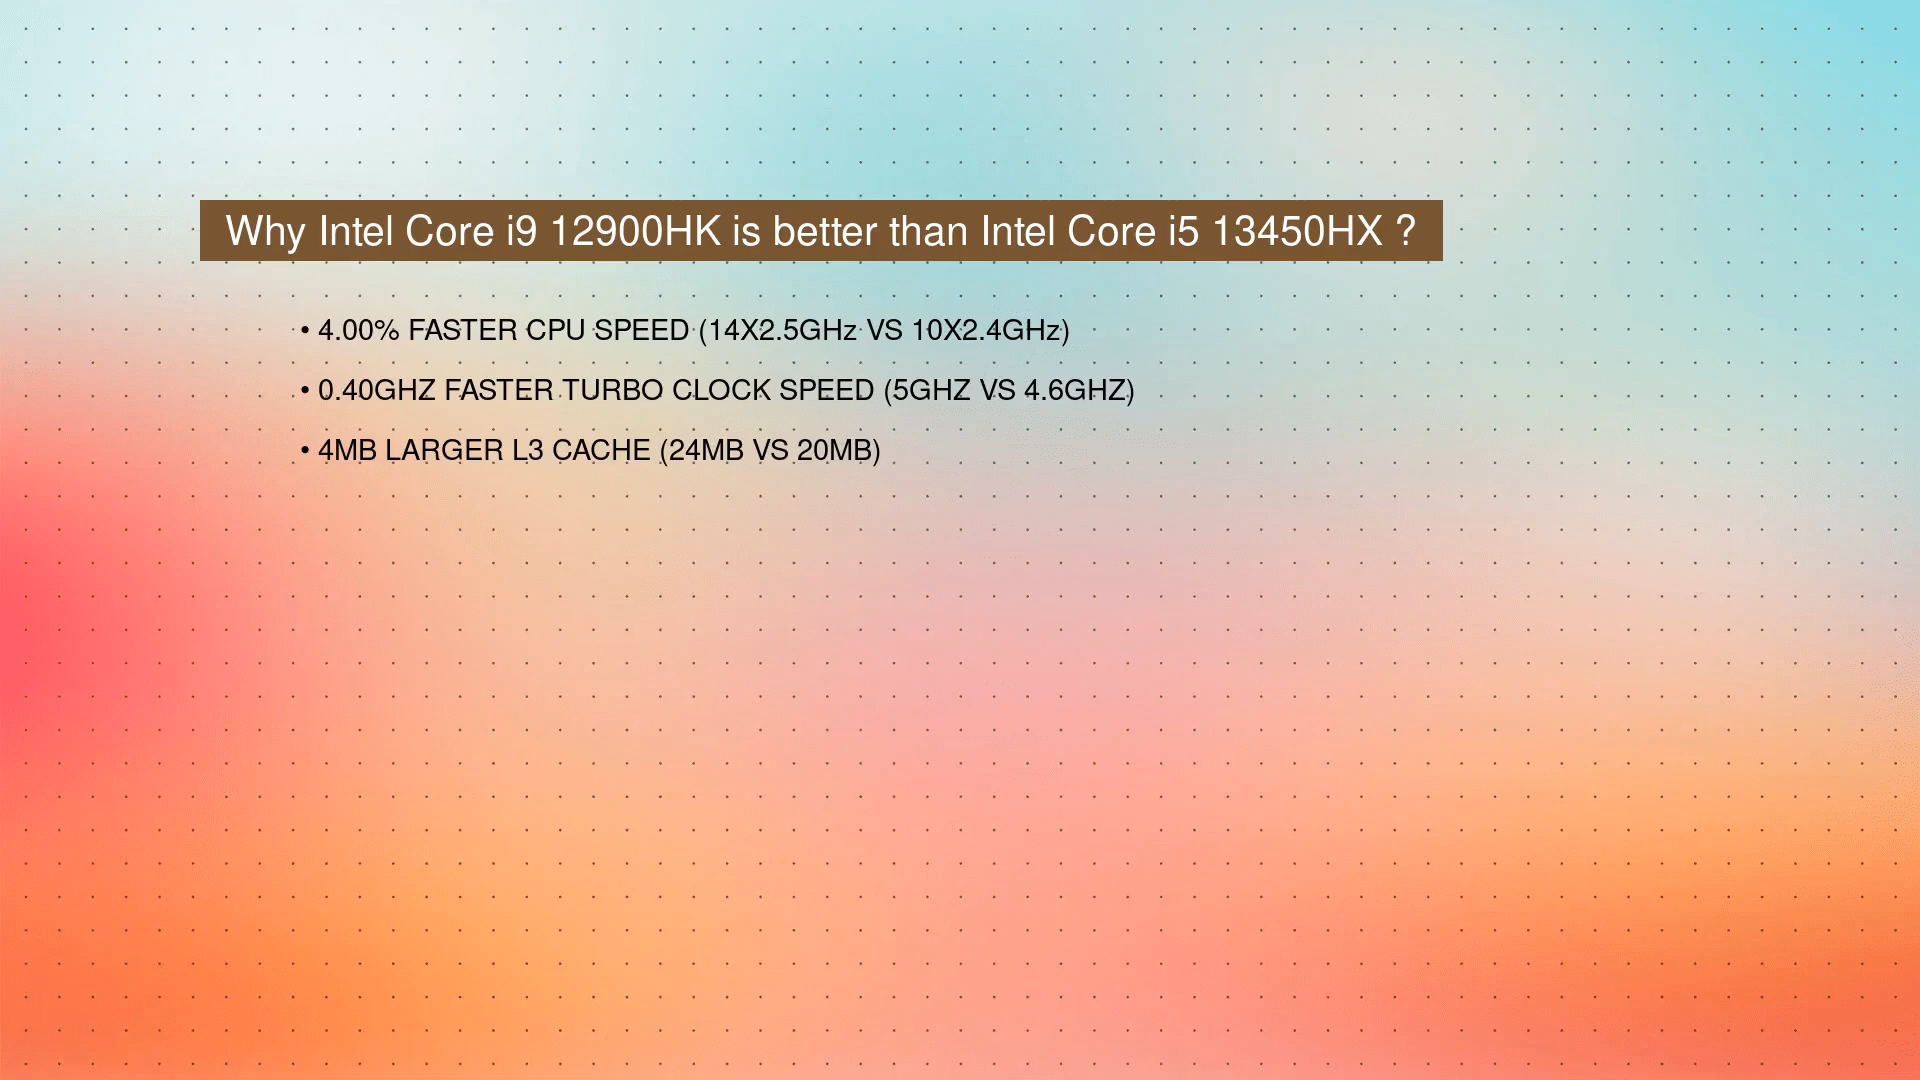 Why Intel Core i9 12900HK is better than Intel Core i5 13450HX ?
• 4.00% FASTER CPU SPEED (14X2.5GHz VS 10X2.4GHz)
• 0.40GHZ FASTER TURBO CLOCK SPEED (5GHZ VS 4.6GHZ)
• 4MB LARGER L3 CACHE (24MB VS 20MB)